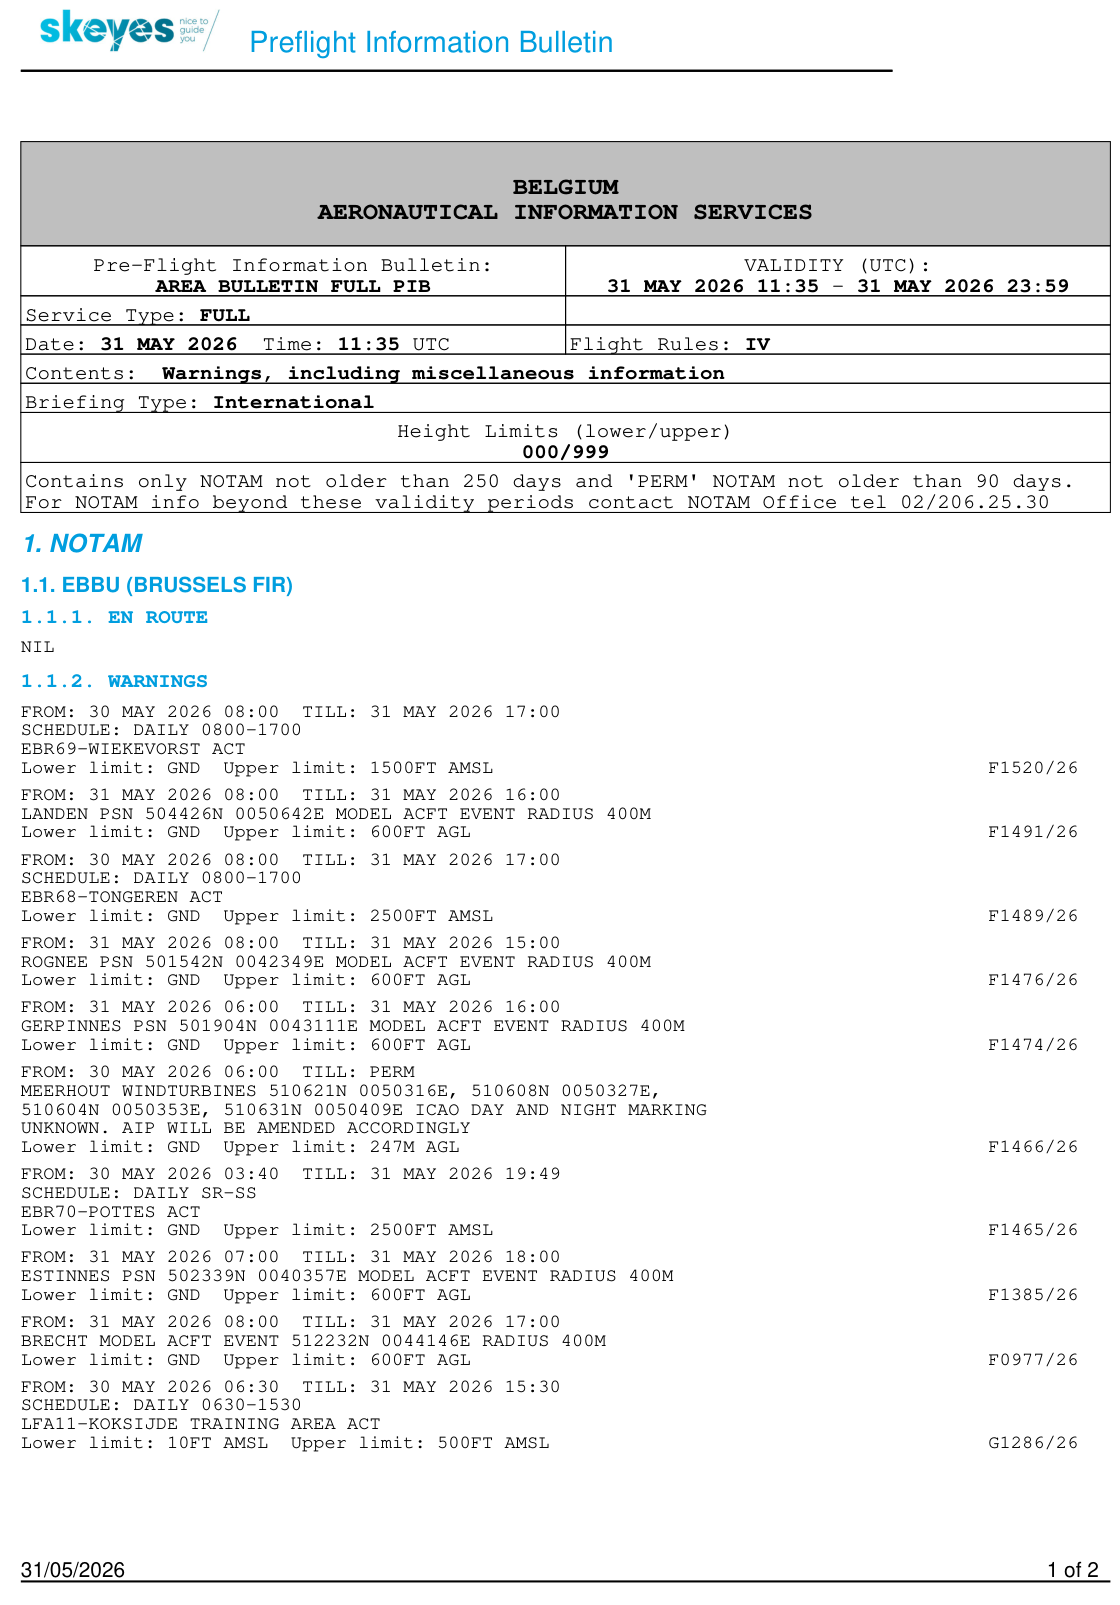 skeyes nice to guide you
Preflight Information Bulletin
BELGIUM
AERONAUTICAL INFORMATION SERVICES
Pre-Flight Information Bulletin:
AREA BULLETIN FULL PIB
VALIDITY (UTC):
31 MAY 2026 11:35 - 31 MAY 2026 23:59
Service Type: FULL
Date: 31 MAY 2026  Time: 11:35 UTC
Flight Rules: IV
Contents:  Warnings, including miscellaneous information
Briefing Type: International
Height Limits (lower/upper)
000/999
Contains only NOTAM not older than 250 days and 'PERM' NOTAM not older than 90 days.
For NOTAM info beyond these validity periods contact NOTAM Office tel 02/206.25.30
1. NOTAM
1.1. EBBU (BRUSSELS FIR)
1.1.1. EN ROUTE
NIL
1.1.2. WARNINGS
FROM: 30 MAY 2026 08:00  TILL: 31 MAY 2026 17:00
SCHEDULE: DAILY 0800-1700
EBR69-WIEKEVORST ACT
Lower limit: GND  Upper limit: 1500FT AMSL F1520/26
FROM: 31 MAY 2026 08:00  TILL: 31 MAY 2026 16:00
LANDEN PSN 504426N 0050642E MODEL ACFT EVENT RADIUS 400M
Lower limit: GND  Upper limit: 600FT AGL F1491/26
FROM: 30 MAY 2026 08:00  TILL: 31 MAY 2026 17:00
SCHEDULE: DAILY 0800-1700
EBR68-TONGEREN ACT
Lower limit: GND  Upper limit: 2500FT AMSL F1489/26
FROM: 31 MAY 2026 08:00  TILL: 31 MAY 2026 15:00
ROGNEE PSN 501542N 0042349E MODEL ACFT EVENT RADIUS 400M
Lower limit: GND  Upper limit: 600FT AGL F1476/26
FROM: 31 MAY 2026 06:00  TILL: 31 MAY 2026 16:00
GERPINNES PSN 501904N 0043111E MODEL ACFT EVENT RADIUS 400M
Lower limit: GND  Upper limit: 600FT AGL F1474/26
FROM: 30 MAY 2026 06:00  TILL: PERM
MEERHOUT WINDTURBINES 510621N 0050316E, 510608N 0050327E,
510604N 0050353E, 510631N 0050409E ICAO DAY AND NIGHT MARKING
UNKNOWN. AIP WILL BE AMENDED ACCORDINGLY
Lower limit: GND  Upper limit: 247M AGL F1466/26
FROM: 30 MAY 2026 03:40  TILL: 31 MAY 2026 19:49
SCHEDULE: DAILY SR-SS
EBR70-POTTES ACT
Lower limit: GND  Upper limit: 2500FT AMSL F1465/26
FROM: 31 MAY 2026 07:00  TILL: 31 MAY 2026 18:00
ESTINNES PSN 502339N 0040357E MODEL ACFT EVENT RADIUS 400M
Lower limit: GND  Upper limit: 600FT AGL F1385/26
FROM: 31 MAY 2026 08:00  TILL: 31 MAY 2026 17:00
BRECHT MODEL ACFT EVENT 512232N 0044146E RADIUS 400M
Lower limit: GND  Upper limit: 600FT AGL F0977/26
FROM: 30 MAY 2026 06:30  TILL: 31 MAY 2026 15:30
SCHEDULE: DAILY 0630-1530
LFA11-KOKSIJDE TRAINING AREA ACT
Lower limit: 10FT AMSL  Upper limit: 500FT AMSL G1286/26
31/05/2026 1 of 2